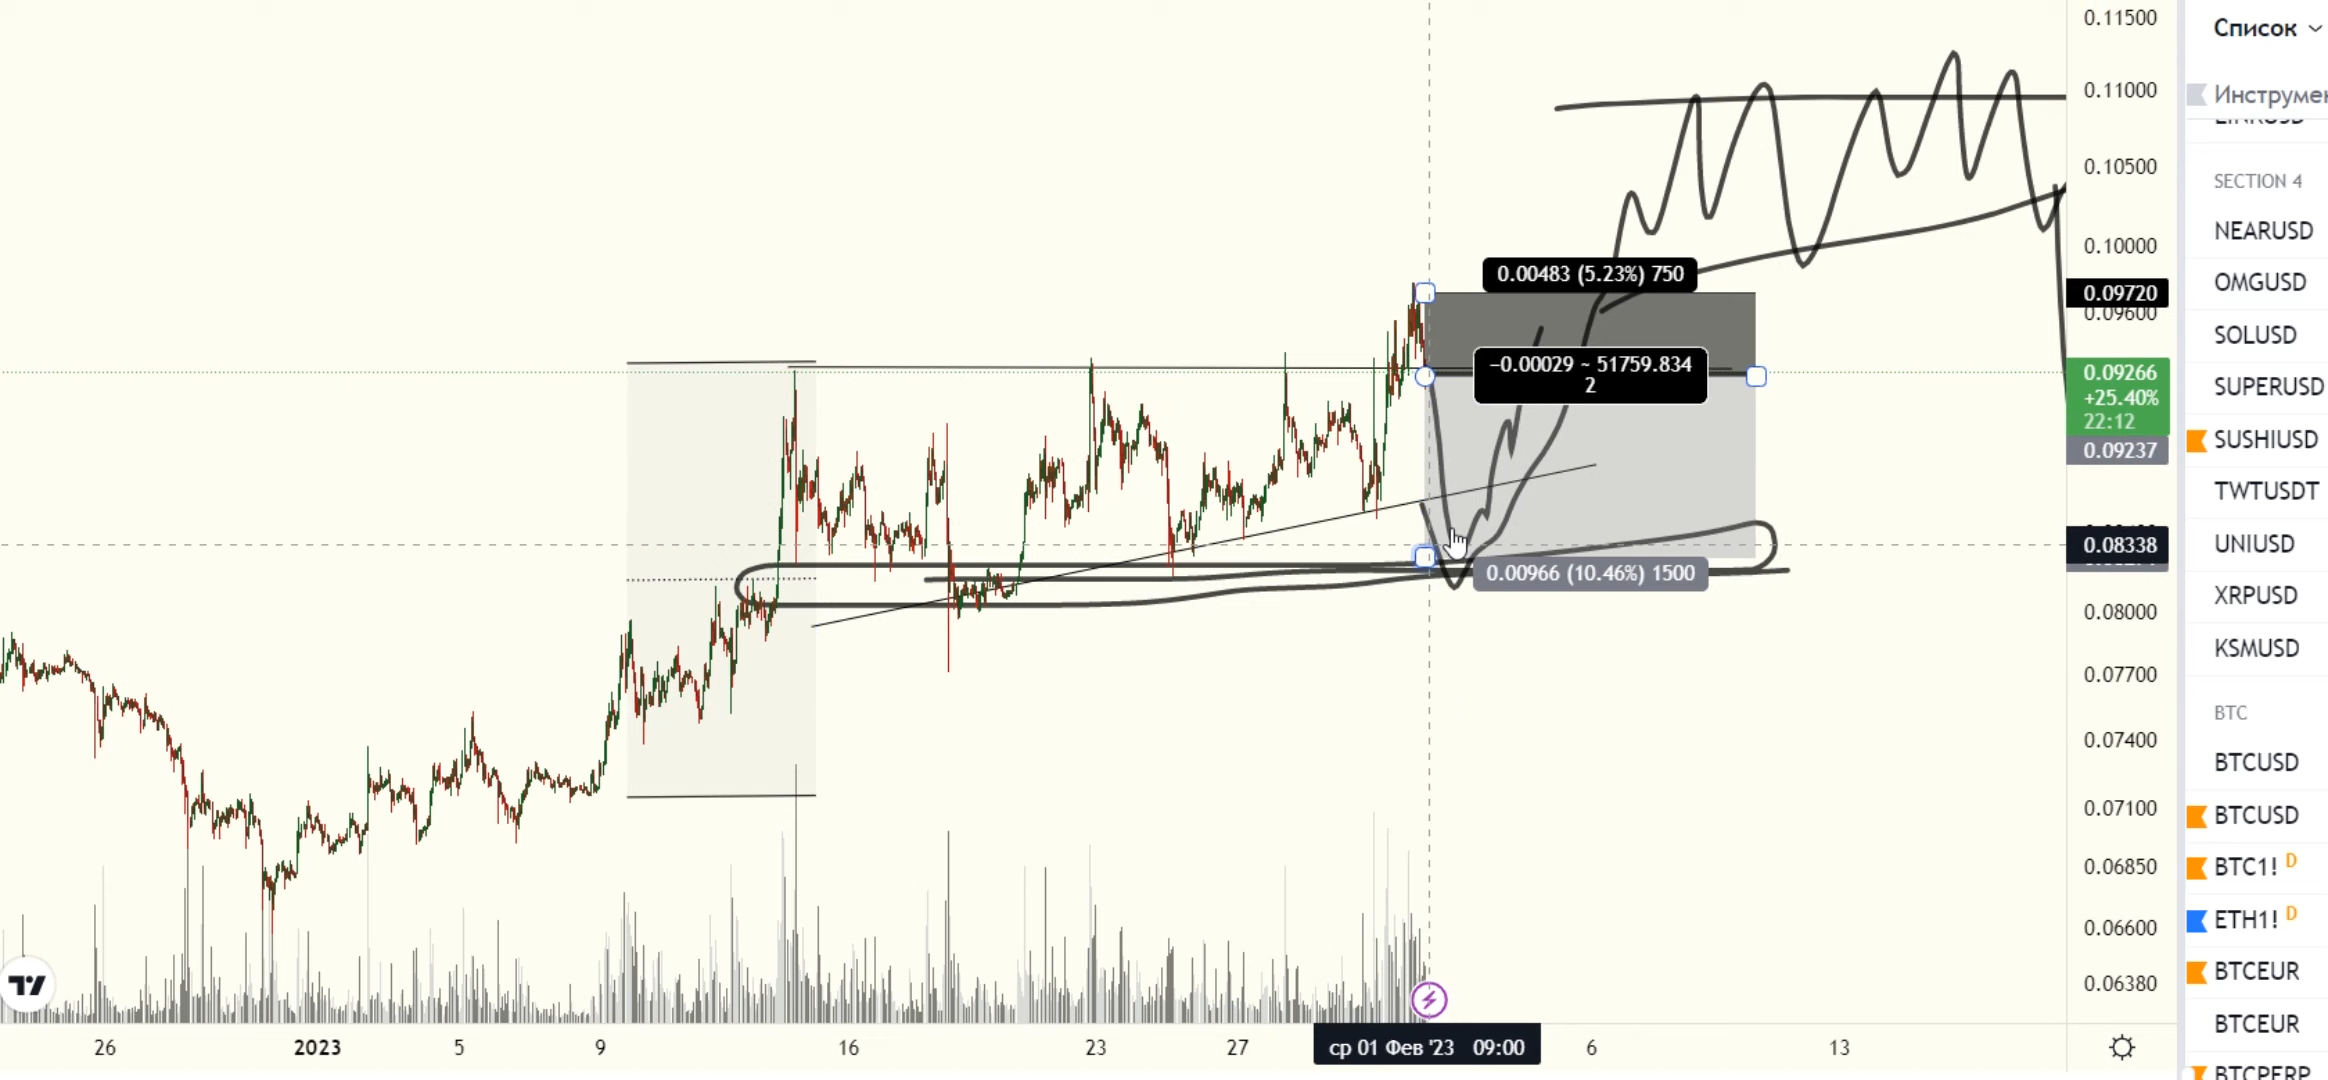 0.11500
0.11000
0.10500
0.10000
0.09720
0.09600
0.09266
+25.40%
22:12
0.09237
0.08338
0.08000
0.07700
0.07400
0.07100
0.06850
0.06600
0.06380
0.00483 (5.23%) 750
−0.00029 ~ 51759.834
2
0.00966 (10.46%) 1500
26
2023
5
9
16
23
27
ср 01 Фев '23 09:00
6
13
Список
Инструмен
LINKUSD
SECTION 4
NEARUSD
OMGUSD
SOLUSD
SUPERUSD
SUSHIUSD
TWTUSDT
UNIUSD
XRPUSD
KSMUSD
BTC
BTCUSD
BTCUSD
BTC1! D
ETH1! D
BTCEUR
BTCEUR
BTCPERP